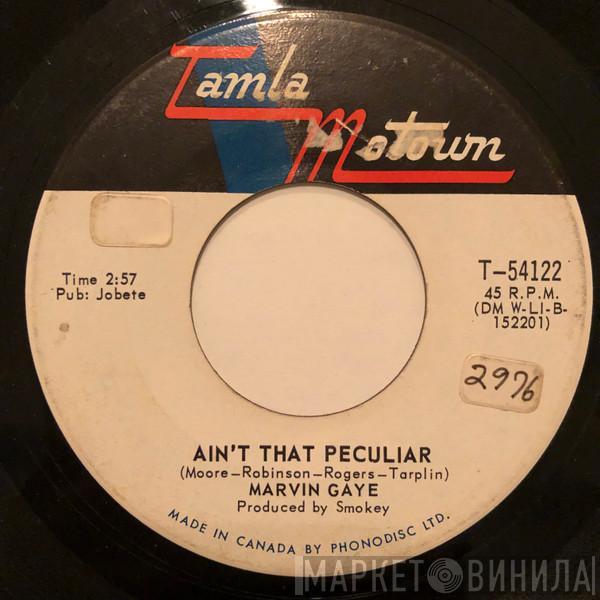 Tamla
Motown
Time 2:57
Pub: Jobete
T-54122
45 R.P.M.
(DM W-LI-B-
152201)
2976
AIN'T THAT PECULIAR
(Moore-Robinson-Rogers-Tarplin)
MARVIN GAYE
Produced by Smokey
MADE IN CANADA BY PHONODISC LTD.
МАРКЕТ ВИНИЛА